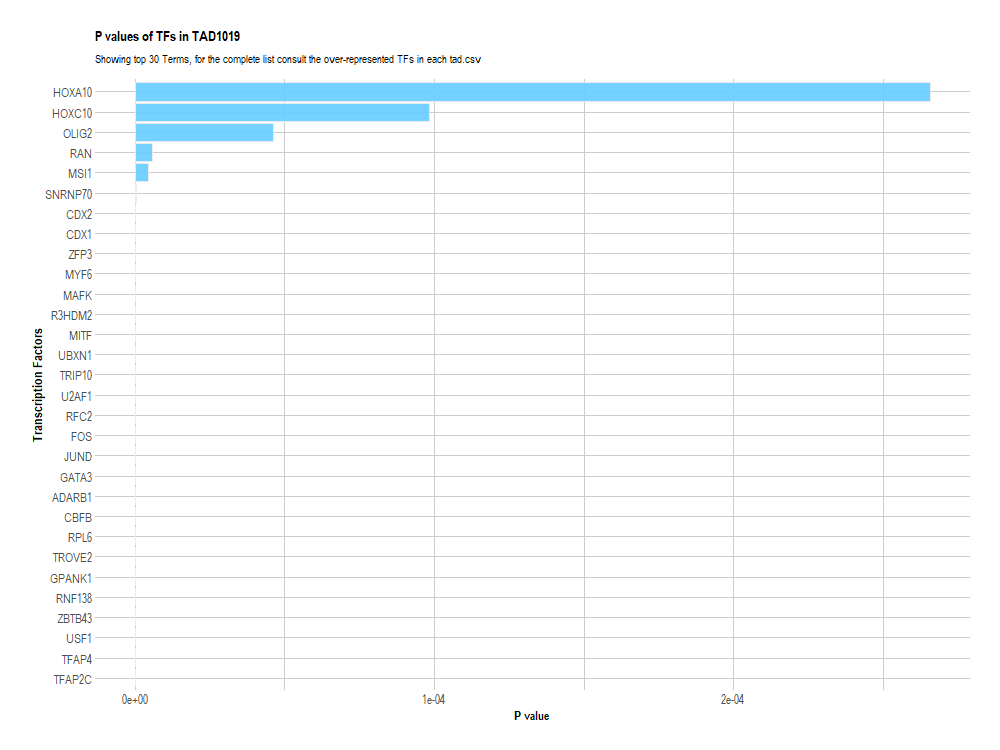 P values of TFs in TAD1019
Showing top 30 Terms, for the complete list consult the over-represented TFs in each tad.csv
HOXA10
HOXC10
OLIG2
RAN
MSI1
SNRNP70
CDX2
CDX1
ZFP3
MYF6
MAFK
R3HDM2
MITF
UBXN1
TRIP10
U2AF1
RFC2
FOS
JUND
GATA3
ADARB1
CBFB
RPL6
TROVE2
GPANK1
RNF138
ZBTB43
USF1
TFAP4
TFAP2C
Transcription Factors
0e+00 1e-04 2e-04
P value